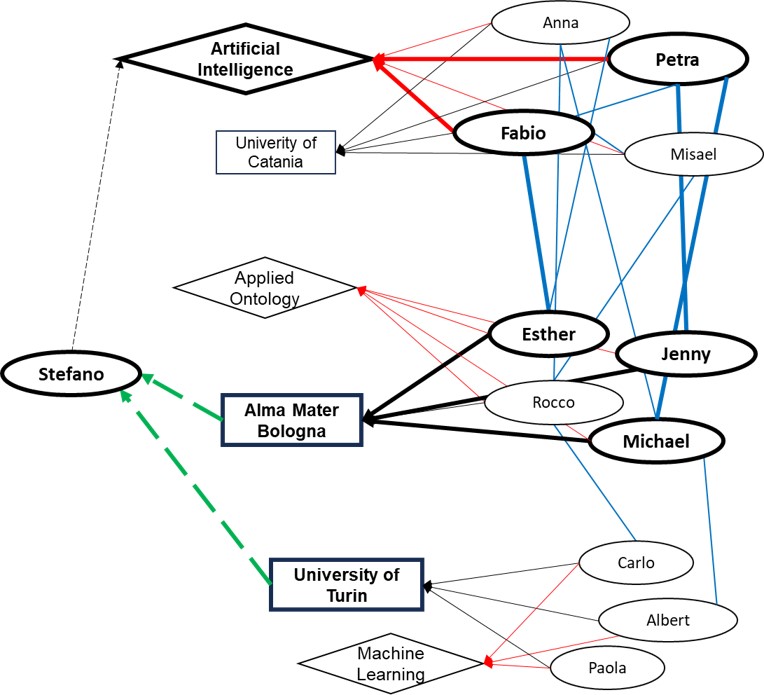 Anna
Artificial
Intelligence
Petra
Fabio
Univerity of
Catania
Misael
Applied
Ontology
Esther
Jenny
Stefano
Alma Mater
Bologna
Rocco
Michael
Carlo
University of
Turin
Albert
Machine
Learning
Paola